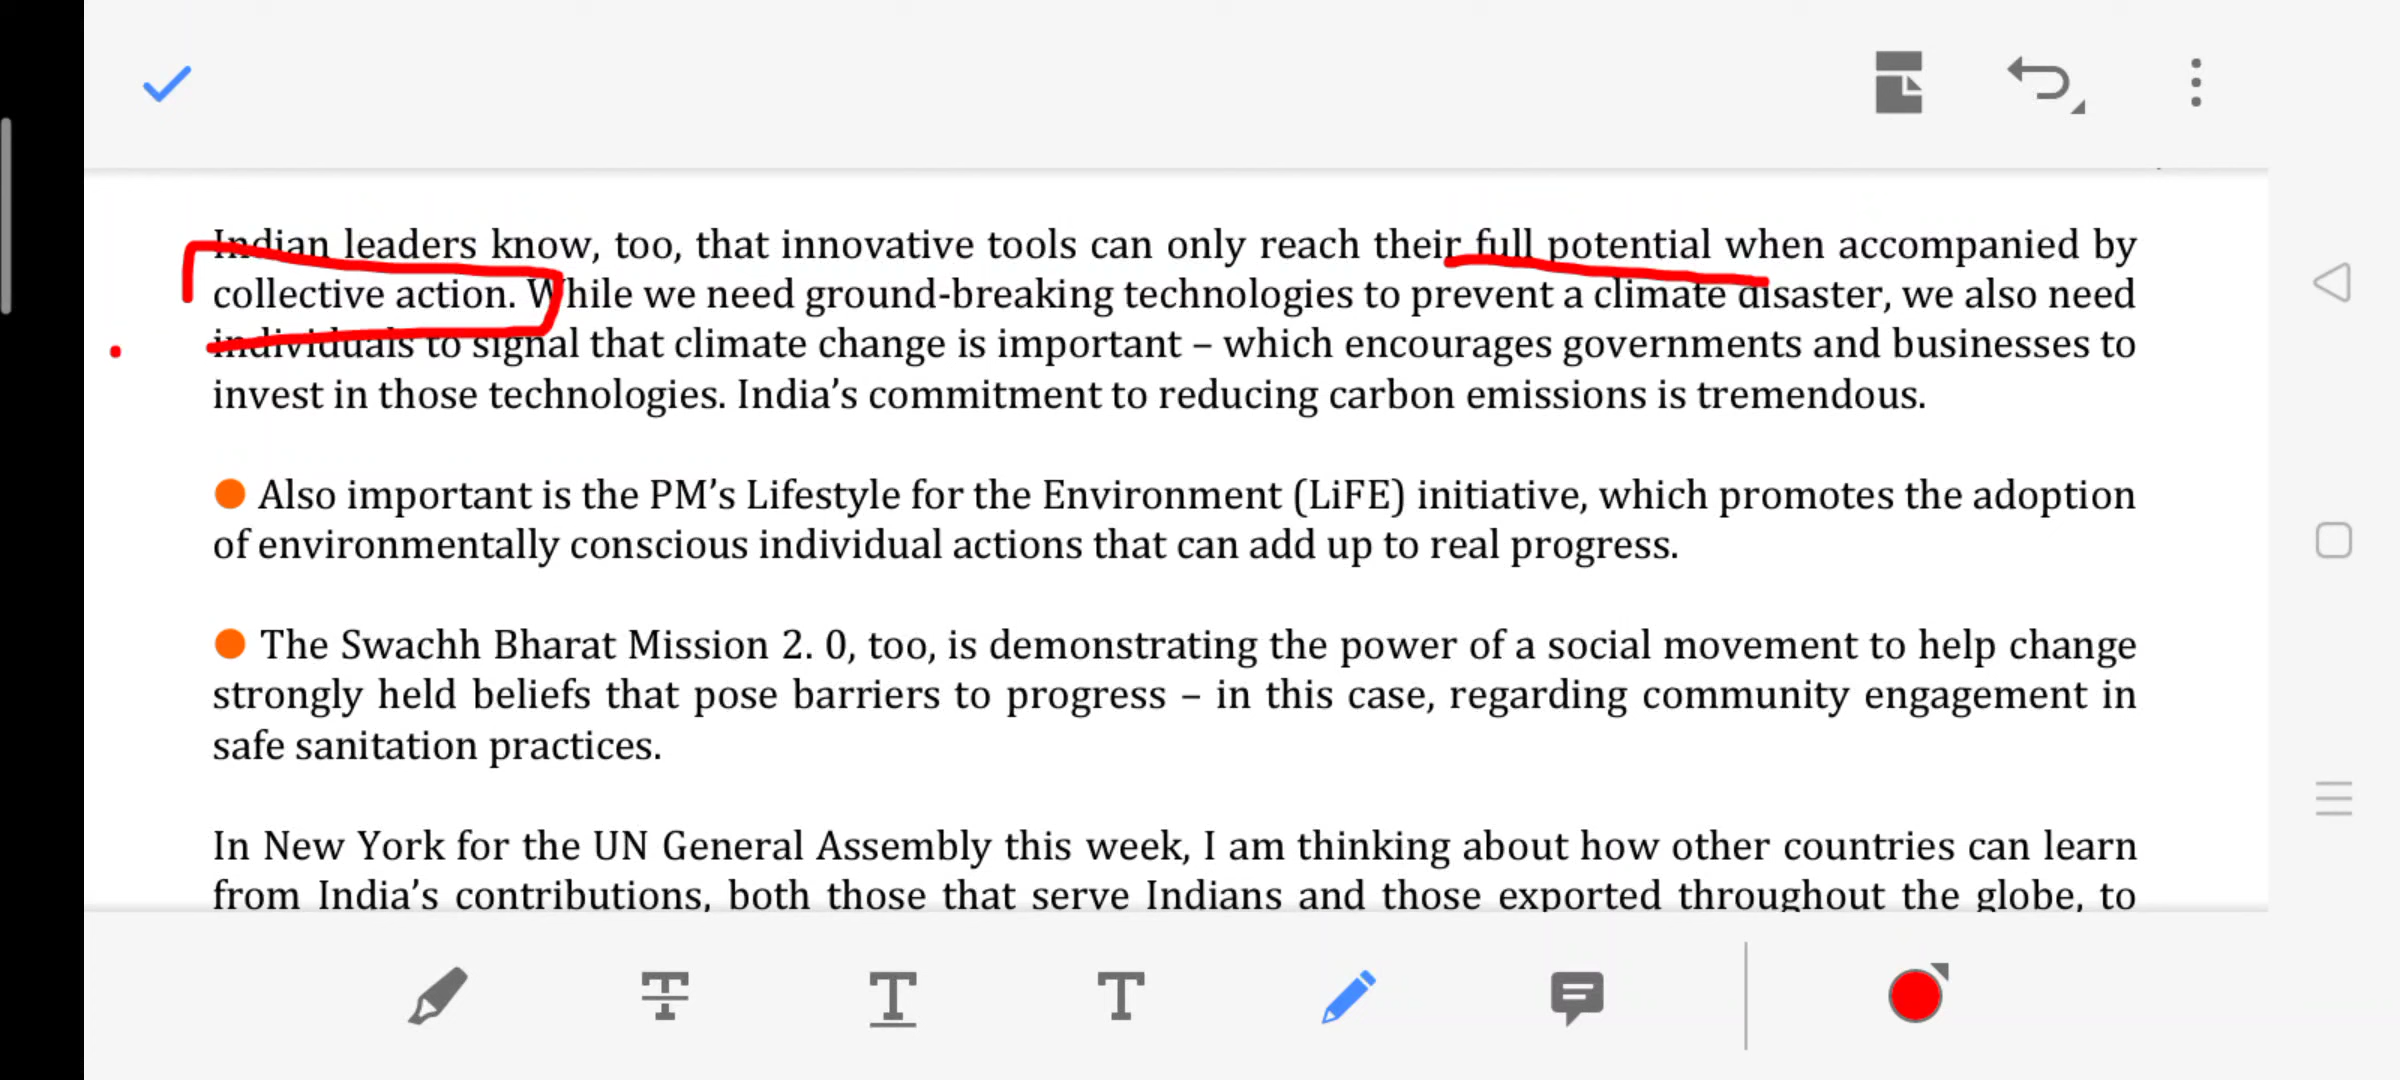 Indian leaders know, too, that innovative tools can only reach their full potential when accompanied by
collective action. While we need ground-breaking technologies to prevent a climate disaster, we also need
individuals to signal that climate change is important – which encourages governments and businesses to
invest in those technologies. India’s commitment to reducing carbon emissions is tremendous.
Also important is the PM’s Lifestyle for the Environment (LiFE) initiative, which promotes the adoption
of environmentally conscious individual actions that can add up to real progress.
The Swachh Bharat Mission 2. 0, too, is demonstrating the power of a social movement to help change
strongly held beliefs that pose barriers to progress – in this case, regarding community engagement in
safe sanitation practices.
In New York for the UN General Assembly this week, I am thinking about how other countries can learn
from India’s contributions, both those that serve Indians and those exported throughout the globe, to